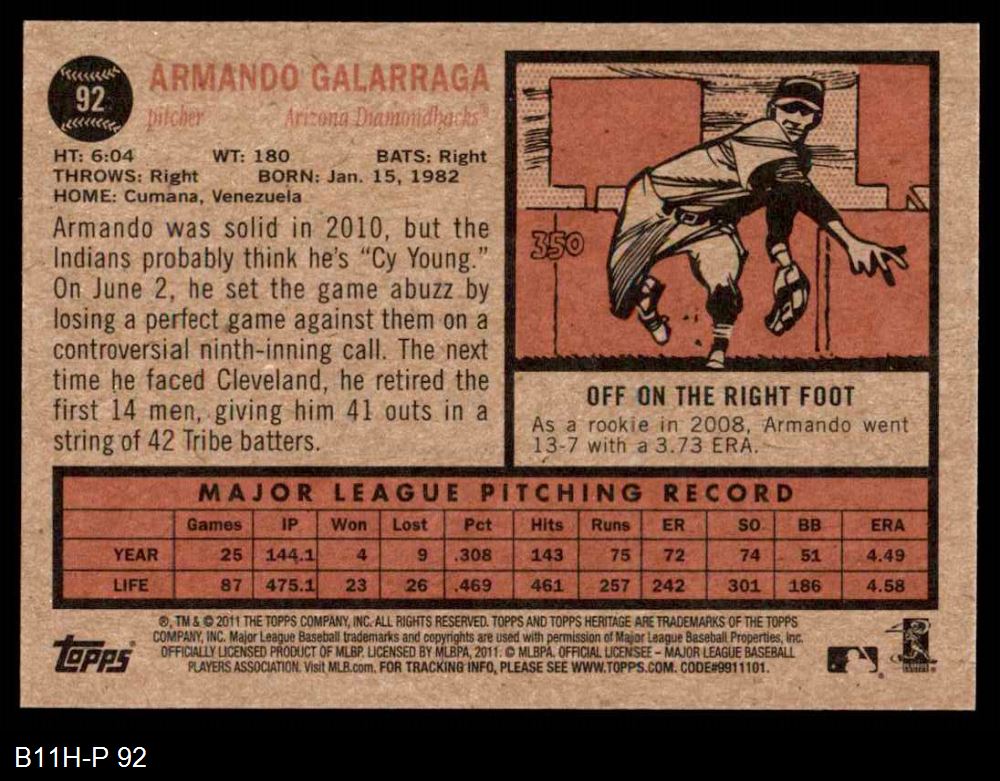 92
ARMANDO GALARRAGA
pitcher Arizona Diamondbacks®
HT: 6:04 WT: 180 BATS: Right
THROWS: Right BORN: Jan. 15, 1982
HOME: Cumana, Venezuela
Armando was solid in 2010, but the
Indians probably think he's "Cy Young."
On June 2, he set the game abuzz by
losing a perfect game against them on a
controversial ninth-inning call. The next
time he faced Cleveland, he retired the
first 14 men, giving him 41 outs in a
string of 42 Tribe batters.
350
OFF ON THE RIGHT FOOT
As a rookie in 2008, Armando went
13-7 with a 3.73 ERA.
MAJOR LEAGUE PITCHING RECORD
Games IP Won Lost Pct Hits Runs ER SO BB ERA
YEAR 25 144.1 4 9 .308 143 75 72 74 51 4.49
LIFE 87 475.1 23 26 .469 461 257 242 301 186 4.58
®, TM & © 2011 THE TOPPS COMPANY, INC. ALL RIGHTS RESERVED. TOPPS AND TOPPS HERITAGE ARE TRADEMARKS OF THE TOPPS
COMPANY, INC. Major League Baseball trademarks and copyrights are used with permission of Major League Baseball Properties, Inc.
OFFICIALLY LICENSED PRODUCT OF MLBP. LICENSED BY MLBPA, 2011. © MLBPA. OFFICIAL LICENSEE – MAJOR LEAGUE BASEBALL
PLAYERS ASSOCIATION. Visit MLB.com. FOR TRACKING INFO, PLEASE SEE WWW.TOPPS.COM. CODE#9911101.
Topps®
B11H-P 92